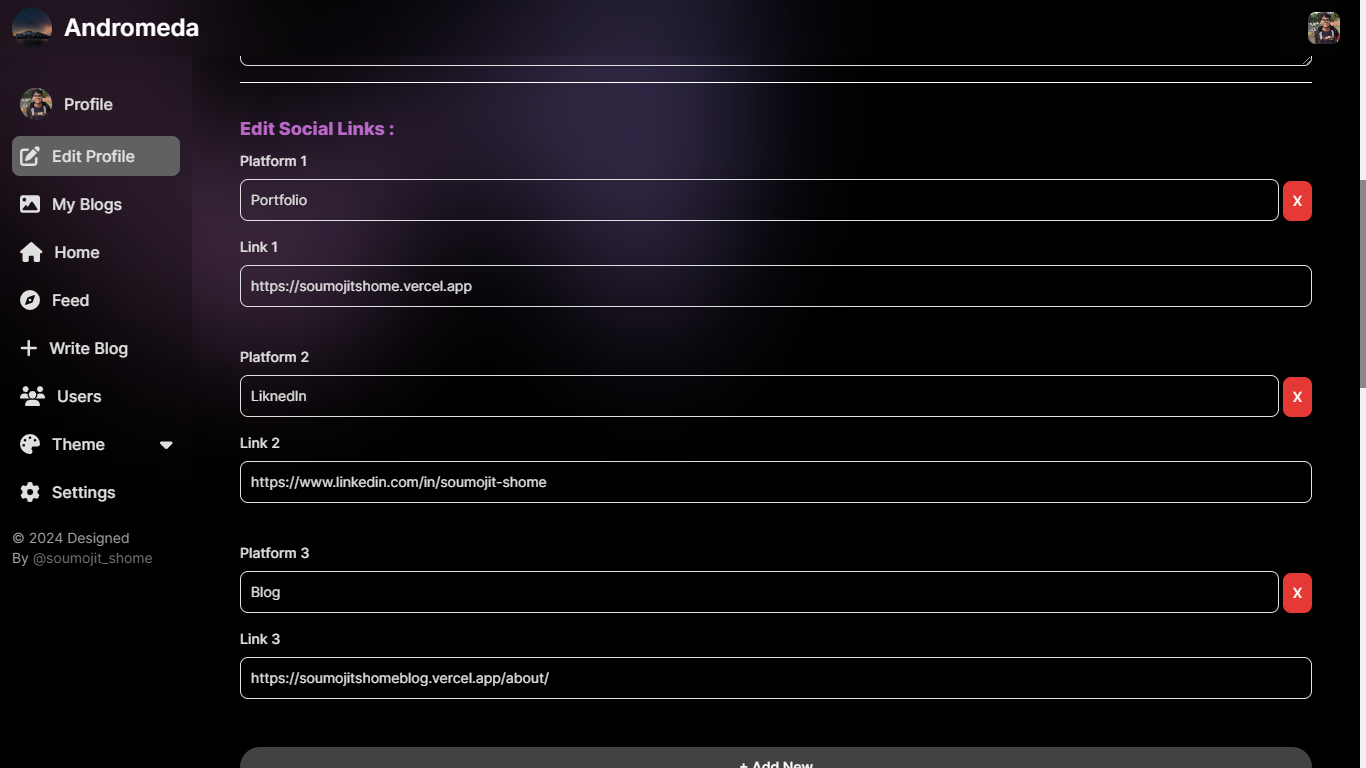 Andromeda
Profile
Edit Profile
My Blogs
Home
Feed
Write Blog
Users
Theme
Settings
© 2024 Designed
By @soumojit_shome
Edit Social Links :
Platform 1
Portfolio
X
Link 1
https://soumojitshome.vercel.app
Platform 2
LiknedIn
X
Link 2
https://www.linkedin.com/in/soumojit-shome
Platform 3
Blog
X
Link 3
https://soumojitshomeblog.vercel.app/about/
+ Add New